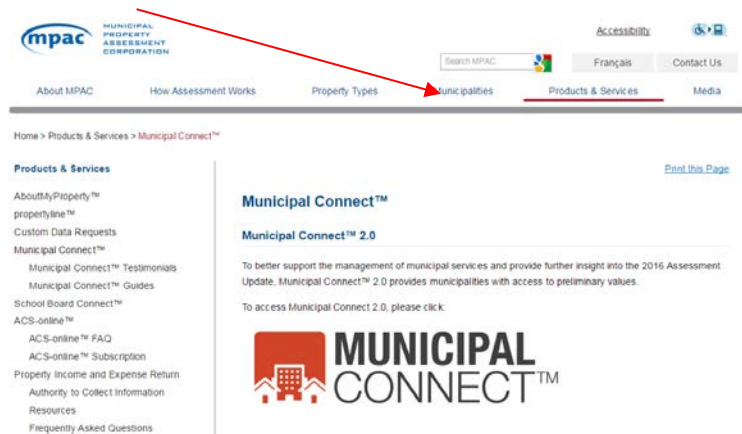 mpac
MUNICIPAL
PROPERTY
ASSESSMENT
CORPORATION
Accessibility
Search MPAC
Français
Contact Us
About MPAC
How Assessment Works
Property Types
Municipalities
Products & Services
Media
Home > Products & Services > Municipal Connect™
Products & Services
Print this Page
AboutMyProperty™
propertyline™
Custom Data Requests
Municipal Connect™
Municipal Connect™ Testimonials
Municipal Connect™ Guides
School Board Connect™
ACS-online™
ACS-online™ FAQ
ACS-online™ Subscription
Property Income and Expense Return
Authority to Collect Information
Resources
Frequently Asked Questions
Municipal Connect™
Municipal Connect™ 2.0
To better support the management of municipal services and provide further insight into the 2016 Assessment
Update, Municipal Connect™ 2.0 provides municipalities with access to preliminary values.
To access Municipal Connect 2.0, please click:
MUNICIPAL
CONNECT™